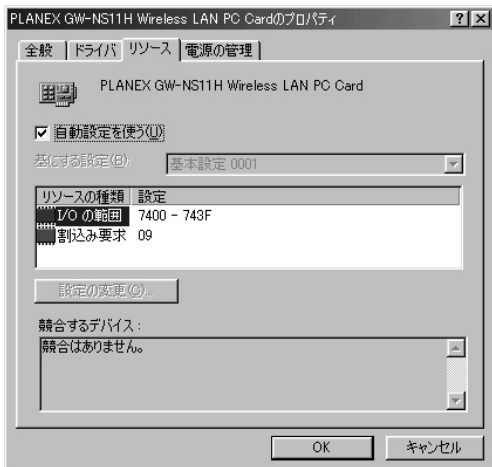 PLANEX GW-NS11H Wireless LAN PC Cardのプロパティ
全般 ドライバ リソース 電源の管理
PLANEX GW-NS11H Wireless LAN PC Card
自動設定を使う(U)
基にする設定(B): 基本設定 0001
リソースの種類 設定
I/O の範囲 7400 - 743F
割込み要求 09
設定の変更(C)...
競合するデバイス :
競合はありません。
OK キャンセル